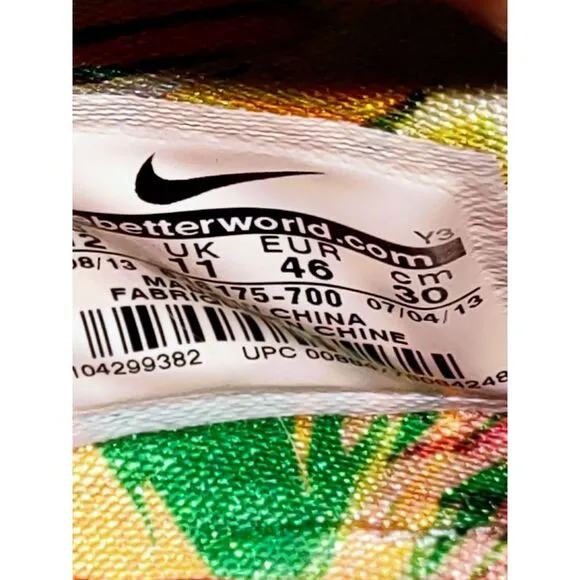 betterworld.com Y3
12 UK EUR cm
08/13 11 46 30
175-700 07/04/13
CHINA
CHINE
104299382 UPC